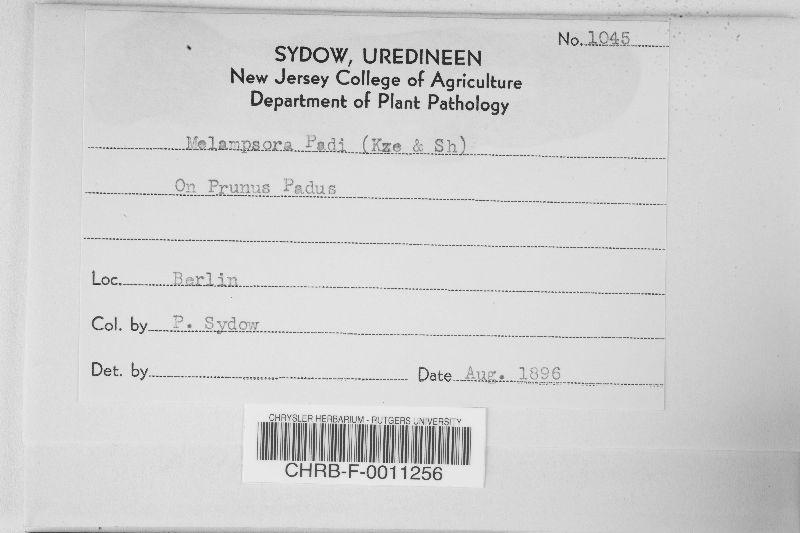 No. 1045
SYDOW, UREDINEEN
New Jersey College of Agriculture
Department of Plant Pathology
Melampsora Padi (Kze & Sh)
On Prunus Padus
Loc. Berlin
Col. by P. Sydow
Det. by Date Aug. 1896
CHRYSLER HERBARIUM - RUTGERS UNIVERSITY
CHRB-F-0011256